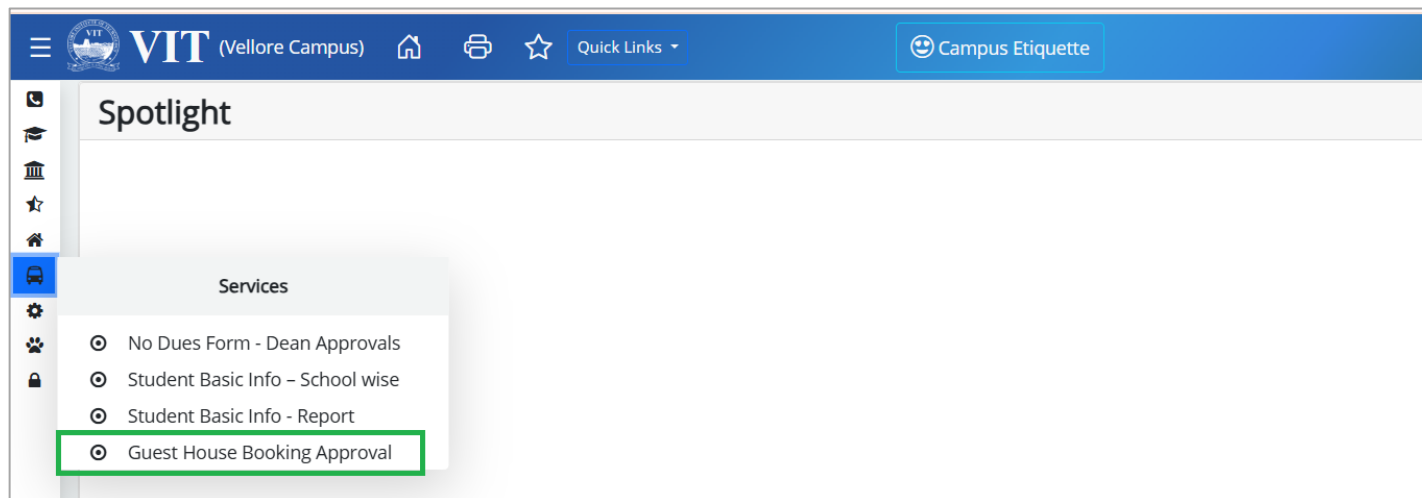 VIT (Vellore Campus) Quick Links Campus Etiquette
Spotlight
Services
No Dues Form - Dean Approvals
Student Basic Info – School wise
Student Basic Info - Report
Guest House Booking Approval